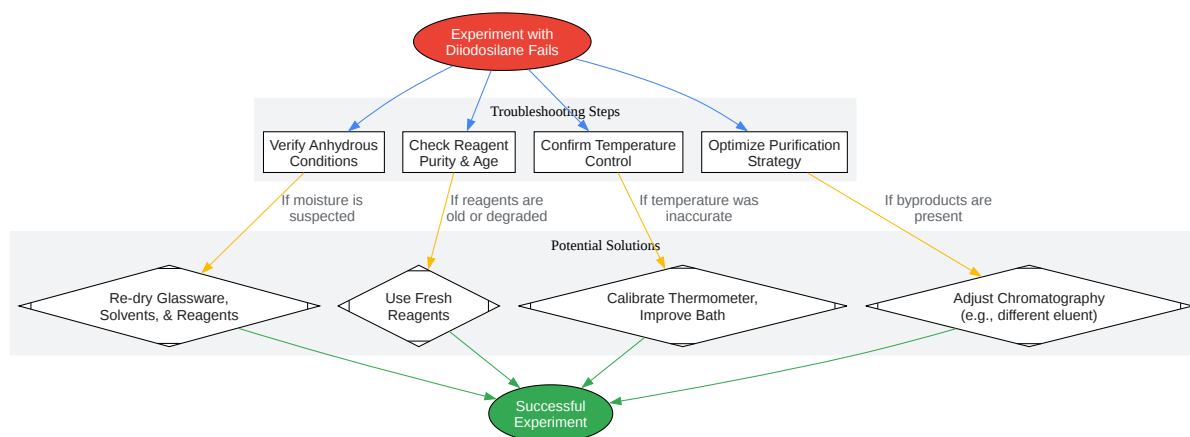 Experiment with
Diiodosilane Fails
Troubleshooting Steps
Verify Anhydrous
Conditions
Check Reagent
Purity & Age
Confirm Temperature
Control
Optimize Purification
Strategy
If moisture is
suspected
If reagents are
old or degraded
If temperature was
inaccurate
If byproducts are
present
Potential Solutions
Re-dry Glassware,
Solvents, & Reagents
Use Fresh
Reagents
Calibrate Thermometer,
Improve Bath
Adjust Chromatography
(e.g., different eluent)
Successful
Experiment